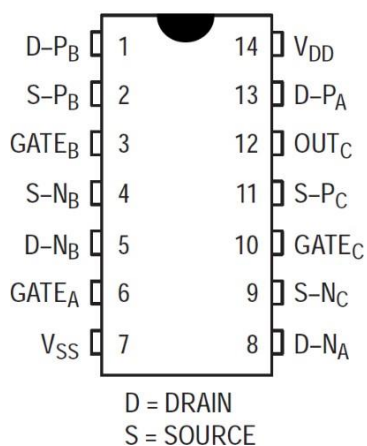 D–P_B 1 14 V_DD
S–P_B 2 13 D–P_A
GATE_B 3 12 OUT_C
S–N_B 4 11 S–P_C
D–N_B 5 10 GATE_C
GATE_A 6 9 S–N_C
V_SS 7 8 D–N_A
D = DRAIN
S = SOURCE